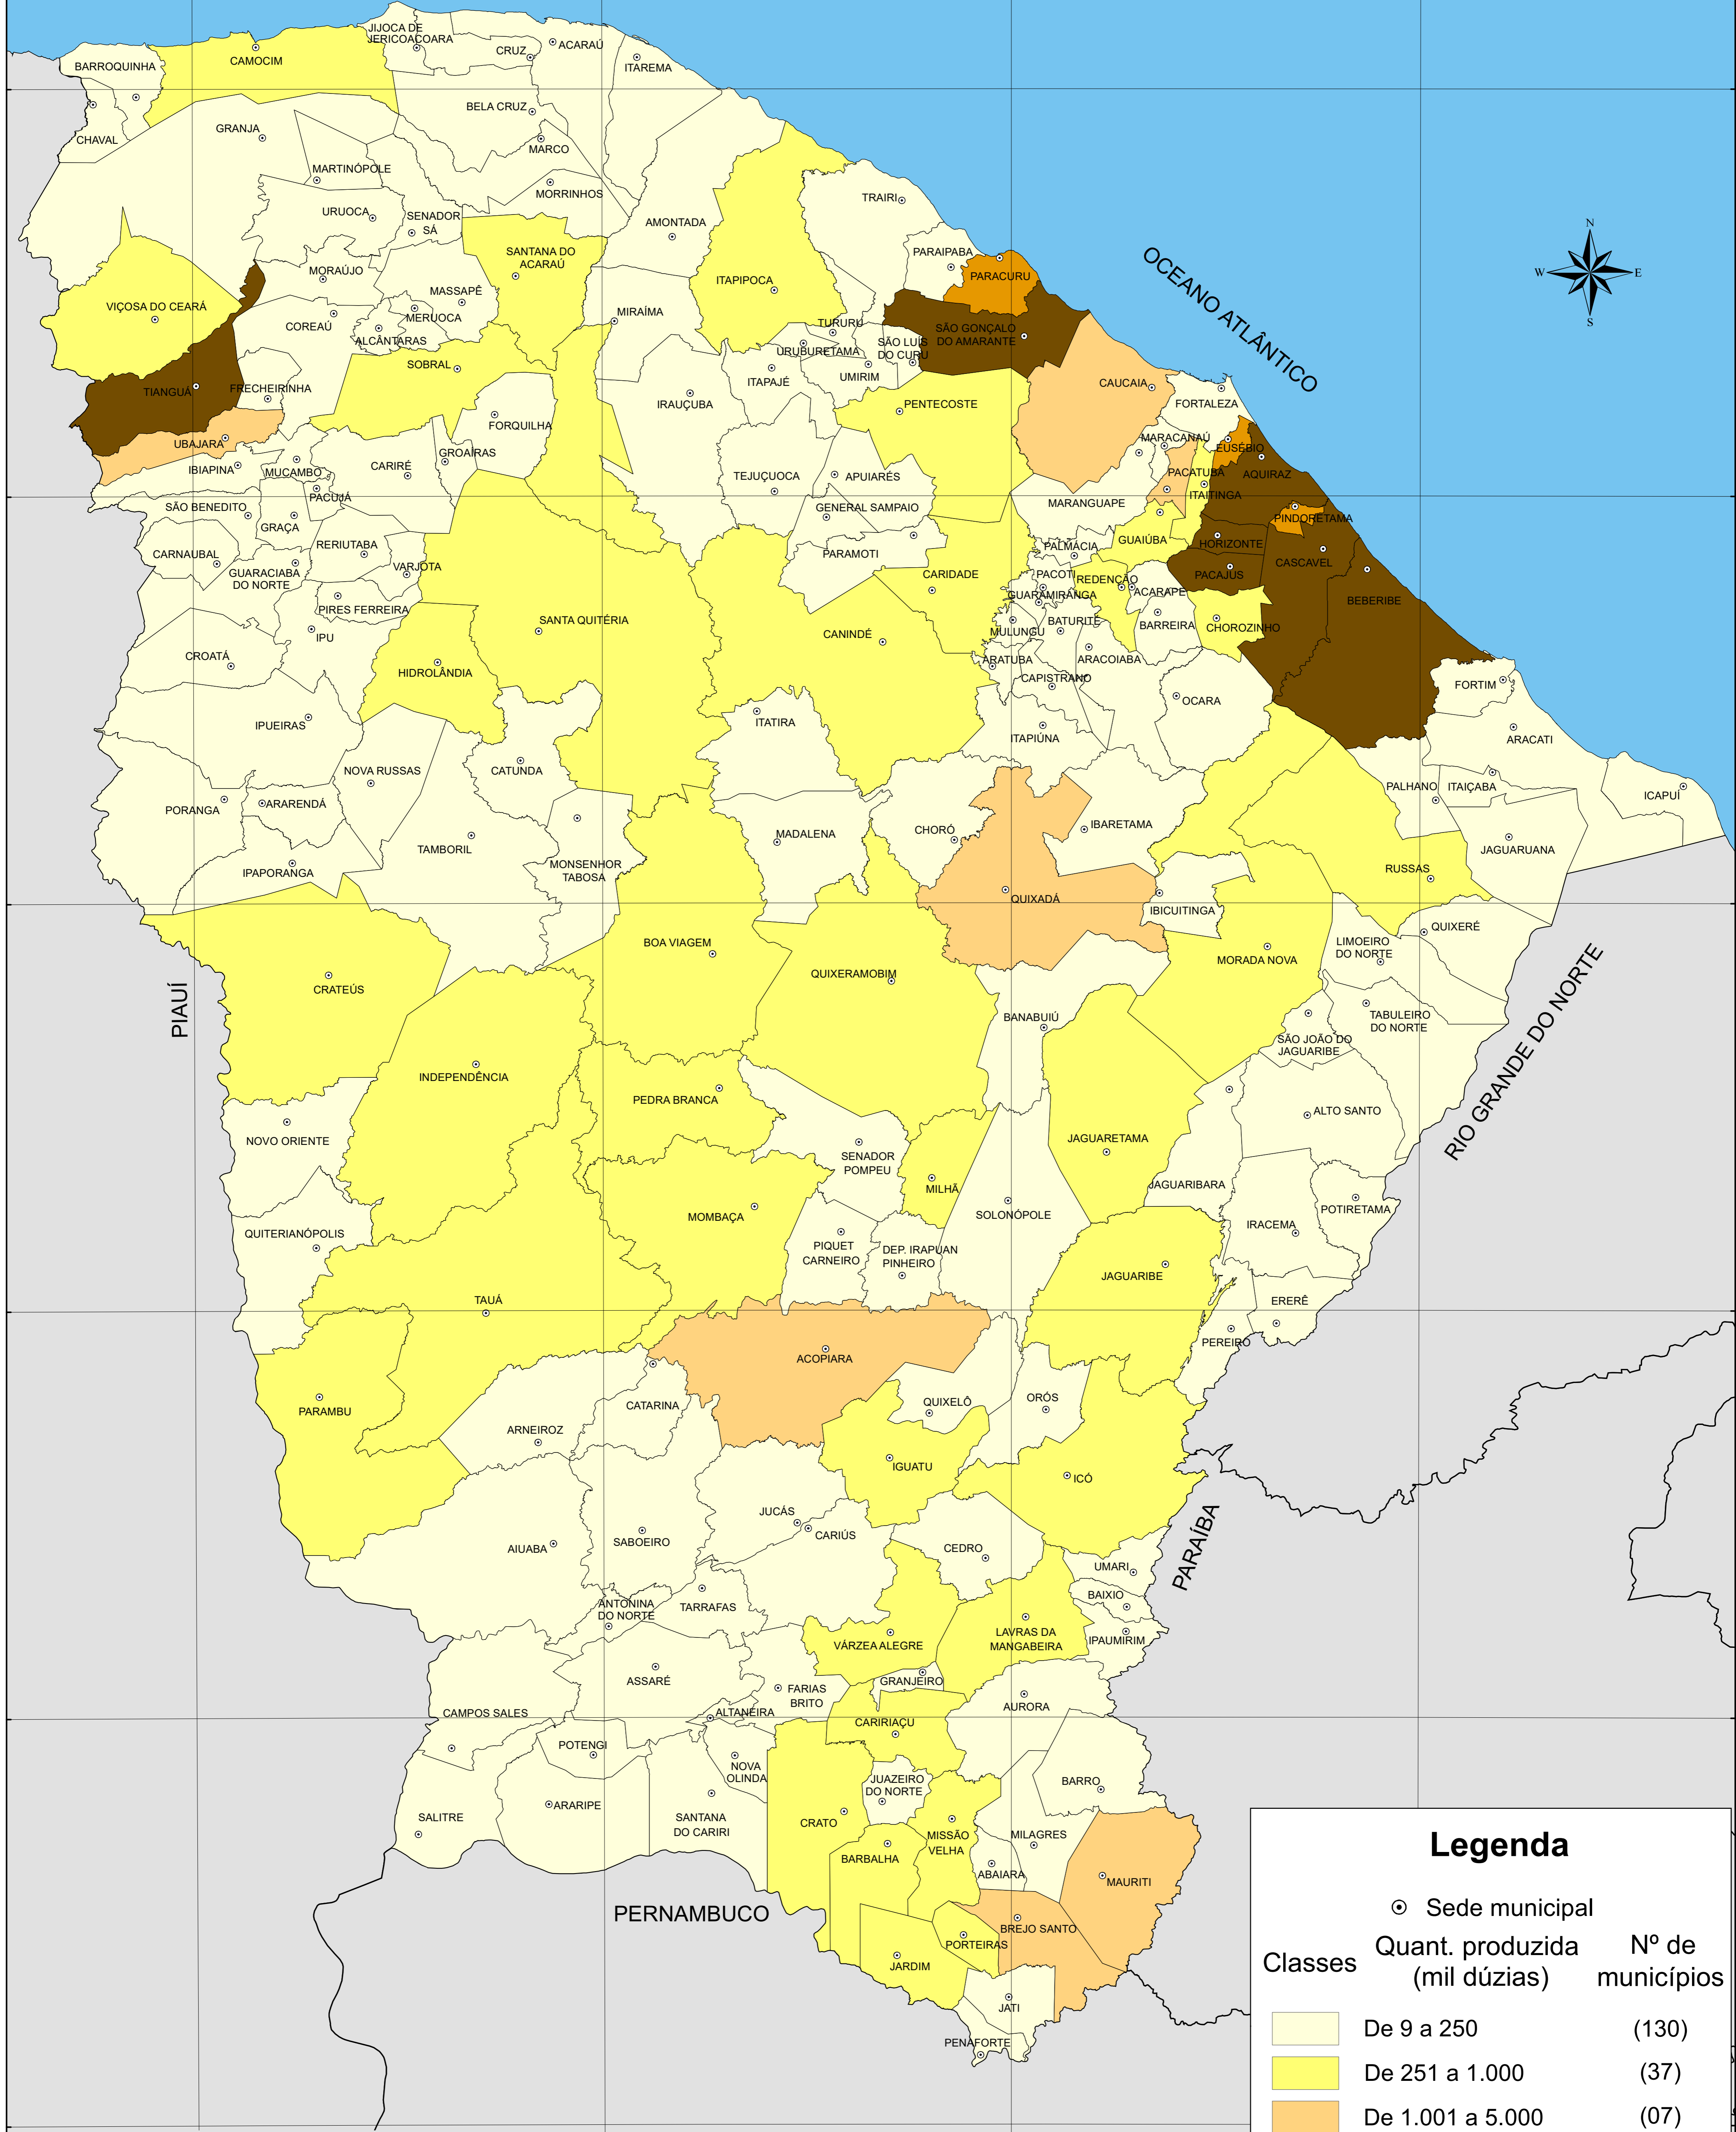 JIJOCA DE
JERICOACOARA
CRUZ
ACARAÚ
BARROQUINHA
CAMOCIM
ITAREMA
BELA CRUZ
CHAVAL
GRANJA
MARCO
MARTINÓPOLE
MORRINHOS
TRAIRI
URUOCA
SENADOR
SÁ
AMONTADA
N
W
E
S
SANTANA DO
ACARAÚ
PARAIPABA
OCEANO ATLÂNTICO
MORAÚJO
ITAPIPOCA
PARACURU
VIÇOSA DO CEARÁ
MASSAPÊ
MERUOCA
MIRAÍMA
COREAÚ
TURURU
SÃO GONÇALO
DO AMARANTE
ALCÂNTARAS
URUBURETAMA
SÃO LUÍS
DO CURU
SOBRAL
ITAPAJÉ
UMIRIM
TIANGUÁ
FRECHEIRINHA
CAUCAIA
IRAUÇUBA
PENTECOSTE
FORTALEZA
FORQUILHA
UBAJARA
MARACANAÚ
EUSÉBIO
GROAÍRAS
IBIAPINA
MUCAMBO
CARIRÉ
TEJUÇUOCA
APUIARÉS
PACATUBA
AQUIRAZ
PACUJÁ
ITAITINGA
MARANGUAPE
SÃO BENEDITO
GENERAL SAMPAIO
PINDORETAMA
GRAÇA
RERIUTABA
GUAIÚBA
HORIZONTE
PALMÁCIA
CARNAUBAL
PARAMOTI
CASCAVEL
VARJOTA
GUARACIABA
DO NORTE
CARIDADE
PACOTI
REDENÇÃO
PACAJUS
ACARAPE
GUARAMIRANGA
BEBERIBE
PIRES FERREIRA
SANTA QUITÉRIA
BATURITÉ
BARREIRA
CHOROZINHO
MULUNGU
IPU
CANINDÉ
CROATÁ
ARATUBA
ARACOIABA
HIDROLÂNDIA
CAPISTRANO
FORTIM
OCARA
IPUEIRAS
ITATIRA
ITAPIÚNA
ARACATI
NOVA RUSSAS
CATUNDA
PALHANO
ITAIÇABA
ICAPUÍ
PORANGA
ARARENDÁ
IBARETAMA
CHORÓ
MADALENA
TAMBORIL
JAGUARUANA
MONSENHOR
TABOSA
RUSSAS
IPAPORANGA
QUIXADÁ
IBICUITINGA
QUIXERÉ
BOA VIAGEM
LIMOEIRO
DO NORTE
MORADA NOVA
QUIXERAMOBIM
CRATEÚS
PIAUÍ
BANABUIÚ
TABULEIRO
DO NORTE
SÃO JOÃO DO
JAGUARIBE
RIO GRANDE DO NORTE
INDEPENDÊNCIA
PEDRA BRANCA
ALTO SANTO
NOVO ORIENTE
JAGUARETAMA
SENADOR
POMPEU
JAGUARIBARA
MILHÃ
POTIRETAMA
MOMBAÇA
SOLONÓPOLE
IRACEMA
QUITERIANÓPOLIS
PIQUET
CARNEIRO
DEP. IRAPUAN
PINHEIRO
JAGUARIBE
TAUÁ
ERERÊ
PEREIRO
ACOPIARA
ORÓS
QUIXELÔ
CATARINA
PARAMBU
ARNEIROZ
IGUATU
ICÓ
JUCÁS
CARIÚS
SABOEIRO
AIUABA
CEDRO
PARAÍBA
UMARI
BAIXIO
ANTONINA
DO NORTE
TARRAFAS
VÁRZEA ALEGRE
LAVRAS DA
MANGABEIRA
IPAUMIRIM
ASSARÉ
GRANJEIRO
FARIAS
BRITO
AURORA
ALTANEIRA
CAMPOS SALES
CARIRIAÇU
POTENGI
NOVA
OLINDA
JUAZEIRO
DO NORTE
BARRO
ARARIPE
SALITRE
SANTANA
DO CARIRI
CRATO
MISSÃO
VELHA
MILAGRES
BARBALHA
ABAIARA
MAURITI
PERNAMBUCO
BREJO SANTO
PORTEIRAS
JARDIM
JATI
PENAFORTE
Legenda
Sede municipal
Classes Quant. produzida (mil dúzias) Nº de municípios
De 9 a 250 (130)
De 251 a 1.000 (37)
De 1.001 a 5.000 (07)